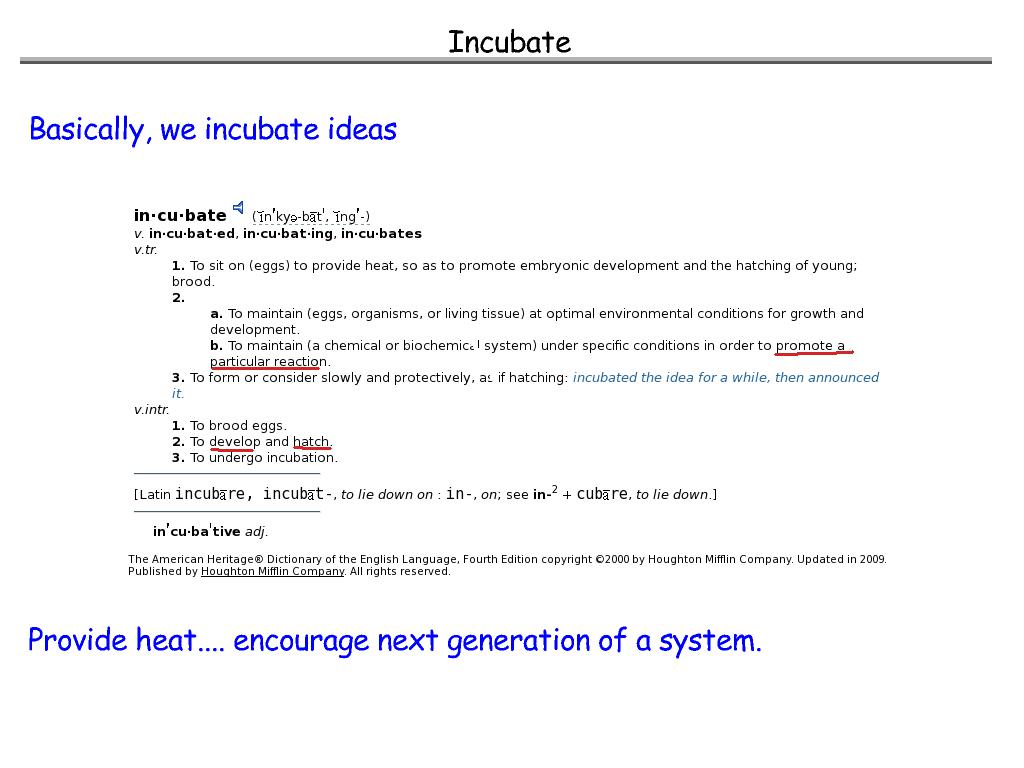 Incubate
Basically, we incubate ideas
in·cu·bate (ĭn′kyə-bāt′, ĭng′-)
v. in·cu·bat·ed, in·cu·bat·ing, in·cu·bates
v.tr.
1. To sit on (eggs) to provide heat, so as to promote embryonic development and the hatching of young;
brood.
2.
a. To maintain (eggs, organisms, or living tissue) at optimal environmental conditions for growth and
development.
b. To maintain (a chemical or biochemical system) under specific conditions in order to promote a
particular reaction.
3. To form or consider slowly and protectively, as if hatching: incubated the idea for a while, then announced
it.
v.intr.
1. To brood eggs.
2. To develop and hatch.
3. To undergo incubation.
[Latin incubāre, incubāt-, to lie down on : in-, on; see in-2 + cubāre, to lie down.]
in′cu·ba′tive adj.
The American Heritage® Dictionary of the English Language, Fourth Edition copyright ©2000 by Houghton Mifflin Company. Updated in 2009.
Published by Houghton Mifflin Company. All rights reserved.
Provide heat.... encourage next generation of a system.